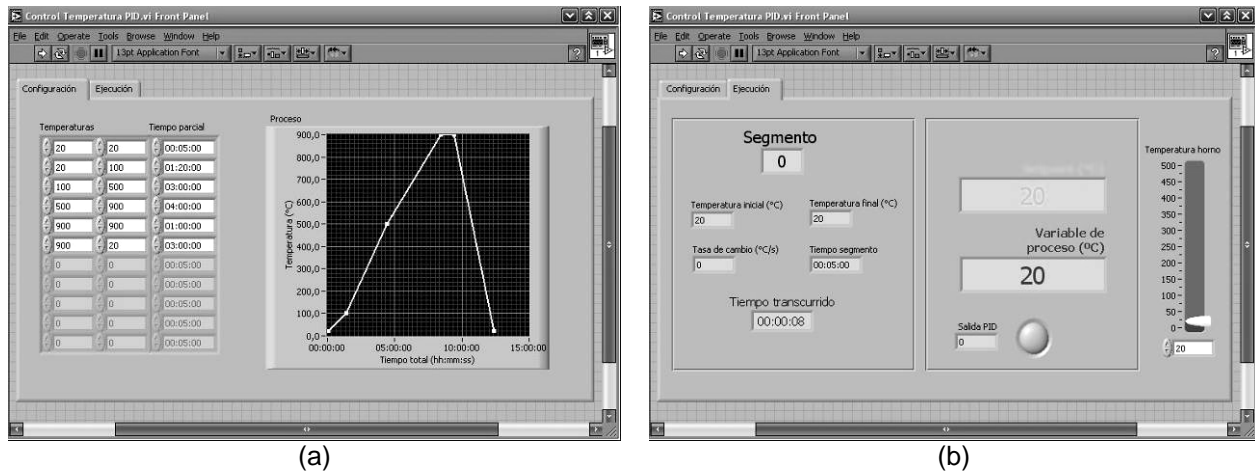 Control Temperatura PID.vi Front Panel
File Edit Operate Tools Browse Window Help
13pt Application Font
?
1
Configuración Ejecución
Temperaturas Tiempo parcial
20 20 00:05:00
20 100 01:20:00
100 500 03:00:00
500 900 04:00:00
900 900 01:00:00
900 20 03:00:00
0 0 00:05:00
0 0 00:05:00
0 0 00:05:00
0 0 00:05:00
0 0 00:05:00
Proceso
Temperatura (°C)
900,0
800,0
700,0
600,0
500,0
400,0
300,0
200,0
100,0
0,0
00:00:00 05:00:00 10:00:00 15:00:00
Tiempo total (hh:mm:ss)
(a)
Control Temperatura PID.vi Front Panel
File Edit Operate Tools Browse Window Help
13pt Application Font
?
1
Configuración Ejecución
Segmento
0
Temperatura inicial (°C) Temperatura final (°C)
20 20
Tasa de cambio (°C/s) Tiempo segmento
0 00:05:00
Tiempo transcurrido
00:00:08
20
Variable de
proceso (ºC)
20
Salida PID
0
Temperatura horno
500
450
400
350
300
250
200
150
100
50
0
20
(b)